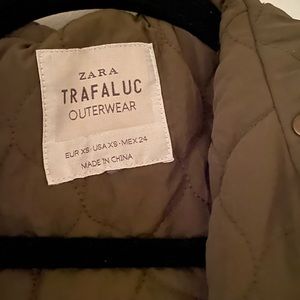 ZARA
TRAFALUC
OUTERWEAR
EUR XS · USA XS · MEX 24
MADE IN CHINA